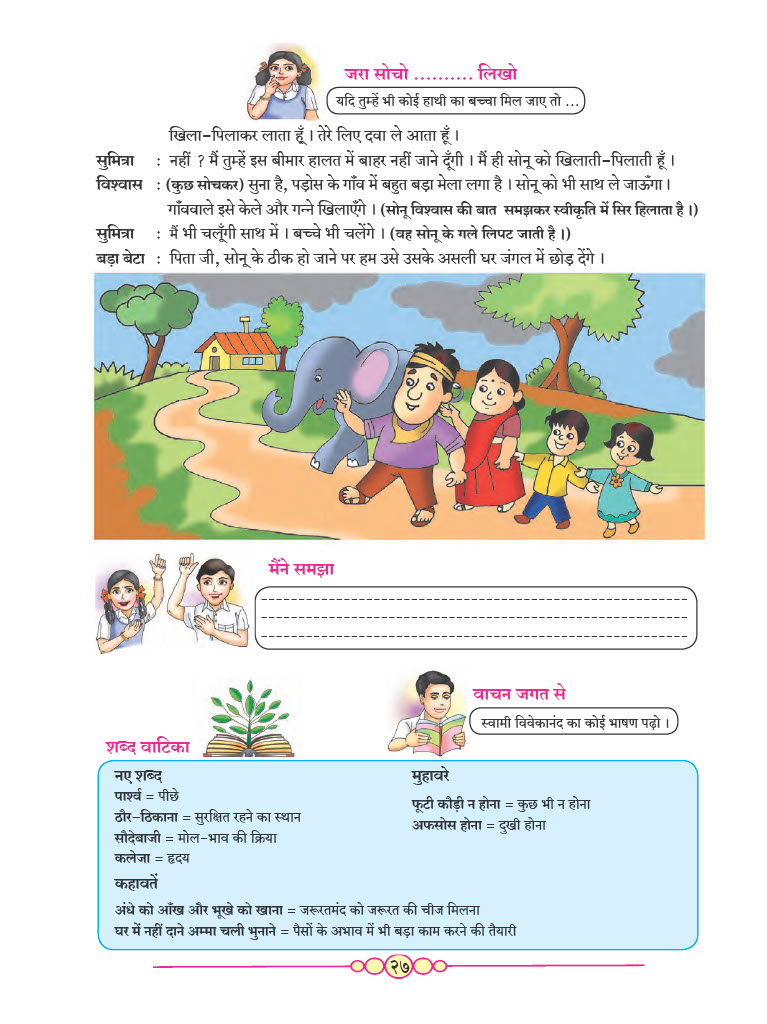 जरा सोचो .......... लिखो
यदि तुम्हें भी कोई हाथी का बच्चा मिल जाए तो ...
खिला-पिलाकर लाता हूँ । तेरे लिए दवा ले आता हूँ ।
सुमित्रा : नहीं ? मैं तुम्हें इस बीमार हालत में बाहर नहीं जाने दूँगी । मैं ही सोनू को खिलाती-पिलाती हूँ ।
विश्वास : (कुछ सोचकर) सुना है, पड़ोस के गाँव में बहुत बड़ा मेला लगा है । सोनू को भी साथ ले जाऊँगा ।
गाँववाले इसे केले और गन्ने खिलाएँगे । (सोनू विश्वास की बात समझकर स्वीकृति में सिर हिलाता है ।)
सुमित्रा : मैं भी चलूँगी साथ में । बच्चे भी चलेंगे । (वह सोनू के गले लिपट जाती है ।)
बड़ा बेटा : पिता जी, सोनू के ठीक हो जाने पर हम उसे उसके असली घर जंगल में छोड़ देंगे ।
मैंने समझा
वाचन जगत से
स्वामी विवेकानंद का कोई भाषण पढ़ो ।
शब्द वाटिका
नए शब्द
पार्श्व = पीछे
ठौर-ठिकाना = सुरक्षित रहने का स्थान
सौदेबाजी = मोल-भाव की क्रिया
कलेजा = हृदय
मुहावरे
फूटी कौड़ी न होना = कुछ भी न होना
अफसोस होना = दुखी होना
कहावतें
अंधे को आँख और भूखे को खाना = जरूरतमंद को जरूरत की चीज मिलना
घर में नहीं दाने अम्मा चली भुनाने = पैसों के अभाव में भी बड़ा काम करने की तैयारी
२७